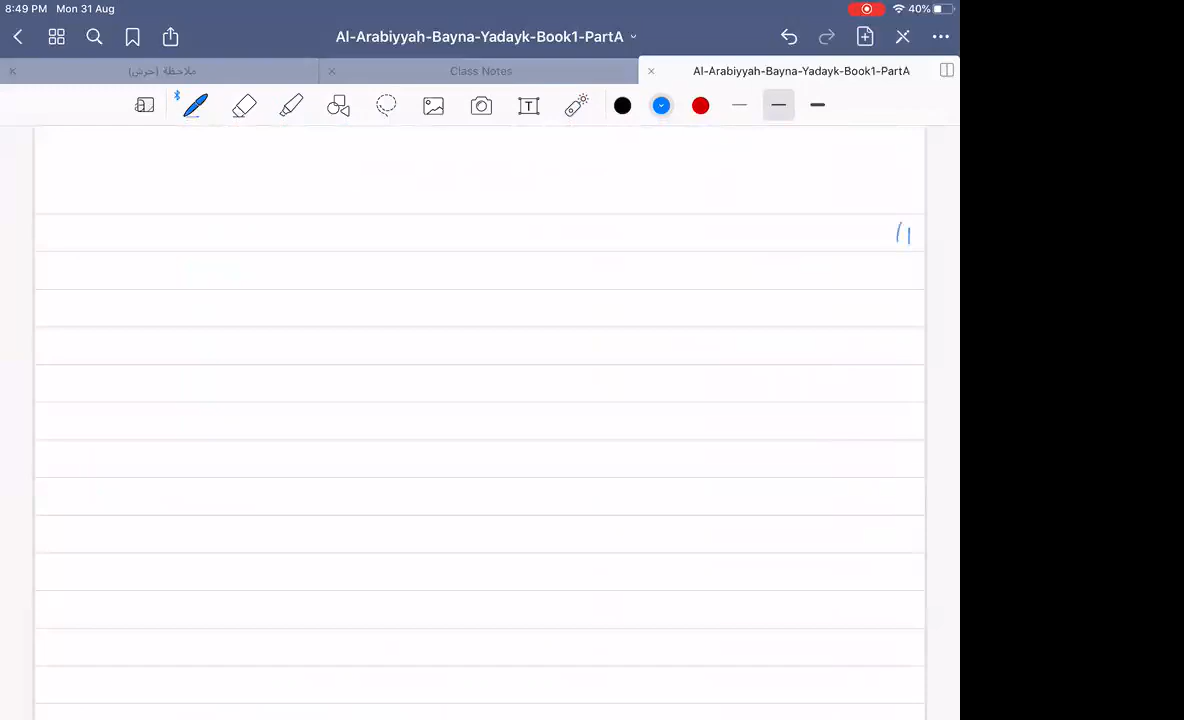 8:49 PM Mon 31 Aug
40%
Al-Arabiyyah-Bayna-Yadayk-Book1-PartA
ملاحظة (حرش)
Class Notes
Al-Arabiyyah-Bayna-Yadayk-Book1-PartA
T